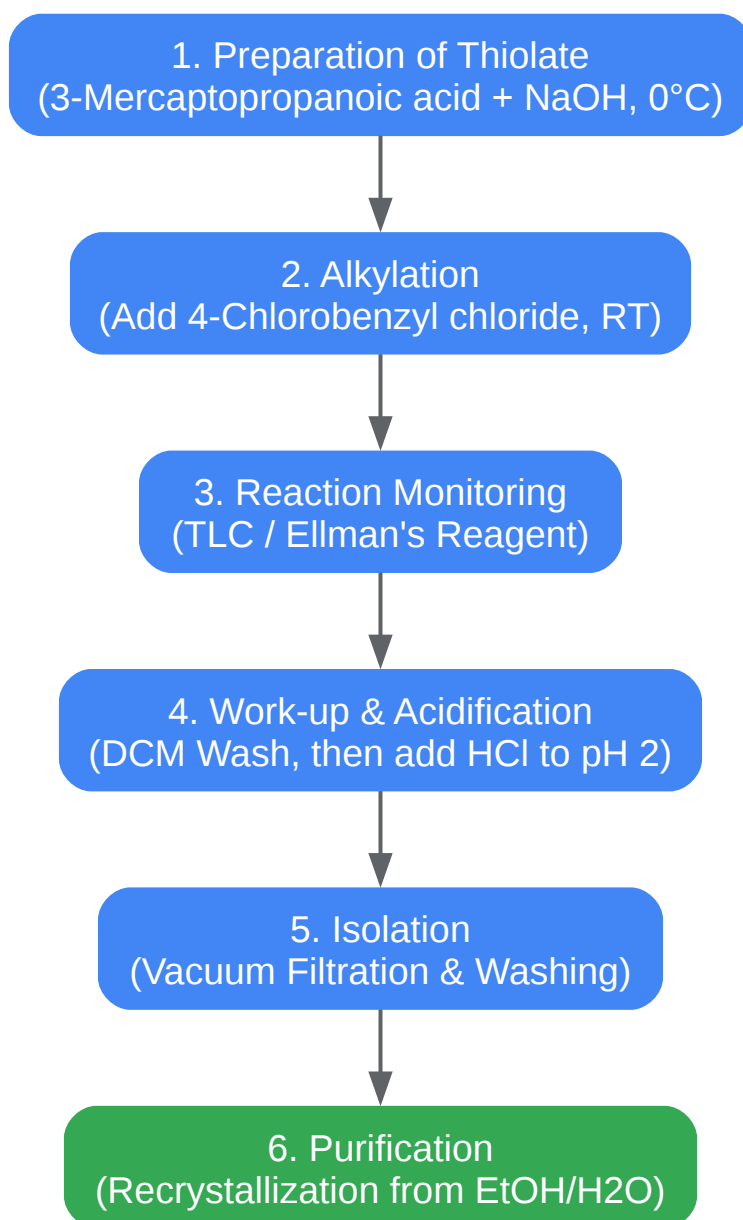 1. Preparation of Thiolate
(3-Mercaptopropanoic acid + NaOH, 0°C)
2. Alkylation
(Add 4-Chlorobenzyl chloride, RT)
3. Reaction Monitoring
(TLC / Ellman's Reagent)
4. Work-up & Acidification
(DCM Wash, then add HCl to pH 2)
5. Isolation
(Vacuum Filtration & Washing)
6. Purification
(Recrystallization from EtOH/H2O)